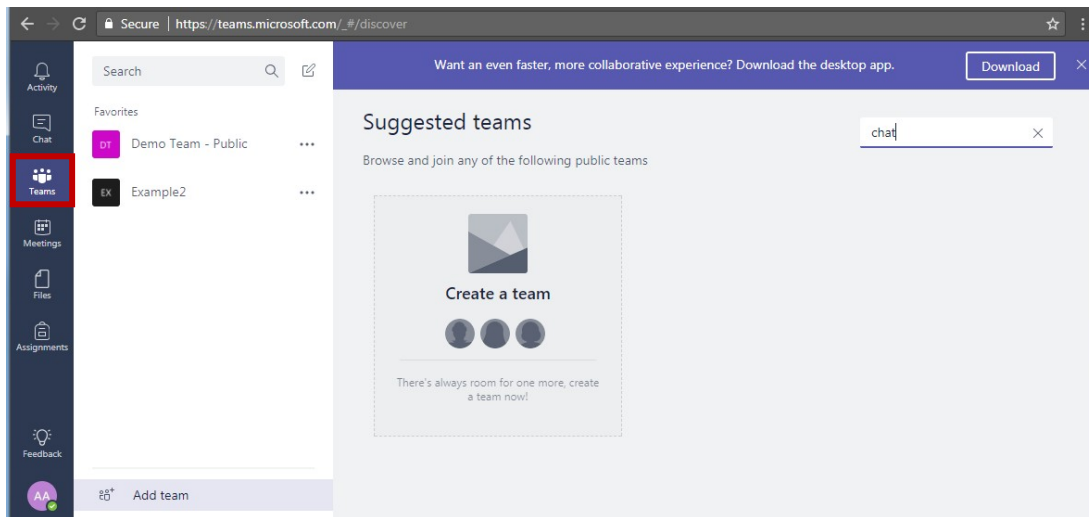 Secure | https://teams.microsoft.com/_#/discover
Activity
Chat
Teams
Meetings
Files
Assignments
Feedback
AA
Search
Favorites
DT Demo Team - Public
EX Example2
Add team
Want an even faster, more collaborative experience? Download the desktop app. Download
Suggested teams
chat
Browse and join any of the following public teams
Create a team
There's always room for one more, create
a team now!